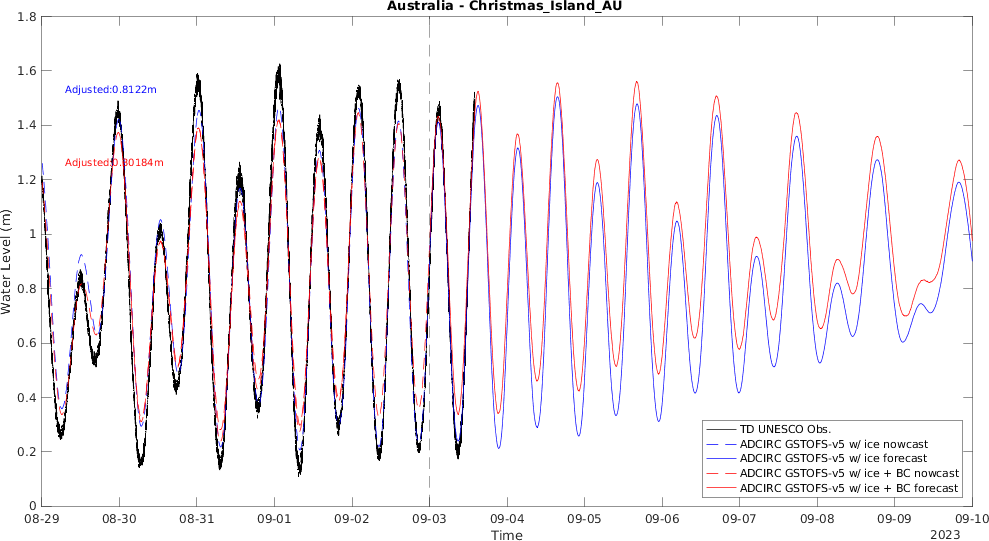 Australia - Christmas_Island_AU
1.8
1.6
1.4
1.2
1
0.8
0.6
0.4
0.2
0
Water Level (m)
Adjusted:0.8122m
Adjusted:0.80184m
TD UNESCO Obs.
ADCIRC GSTOFS-v5 w/ ice nowcast
ADCIRC GSTOFS-v5 w/ ice forecast
ADCIRC GSTOFS-v5 w/ ice + BC nowcast
ADCIRC GSTOFS-v5 w/ ice + BC forecast
08-29 08-30 08-31 09-01 09-02 09-03 09-04 09-05 09-06 09-07 09-08 09-09 09-10
Time
2023